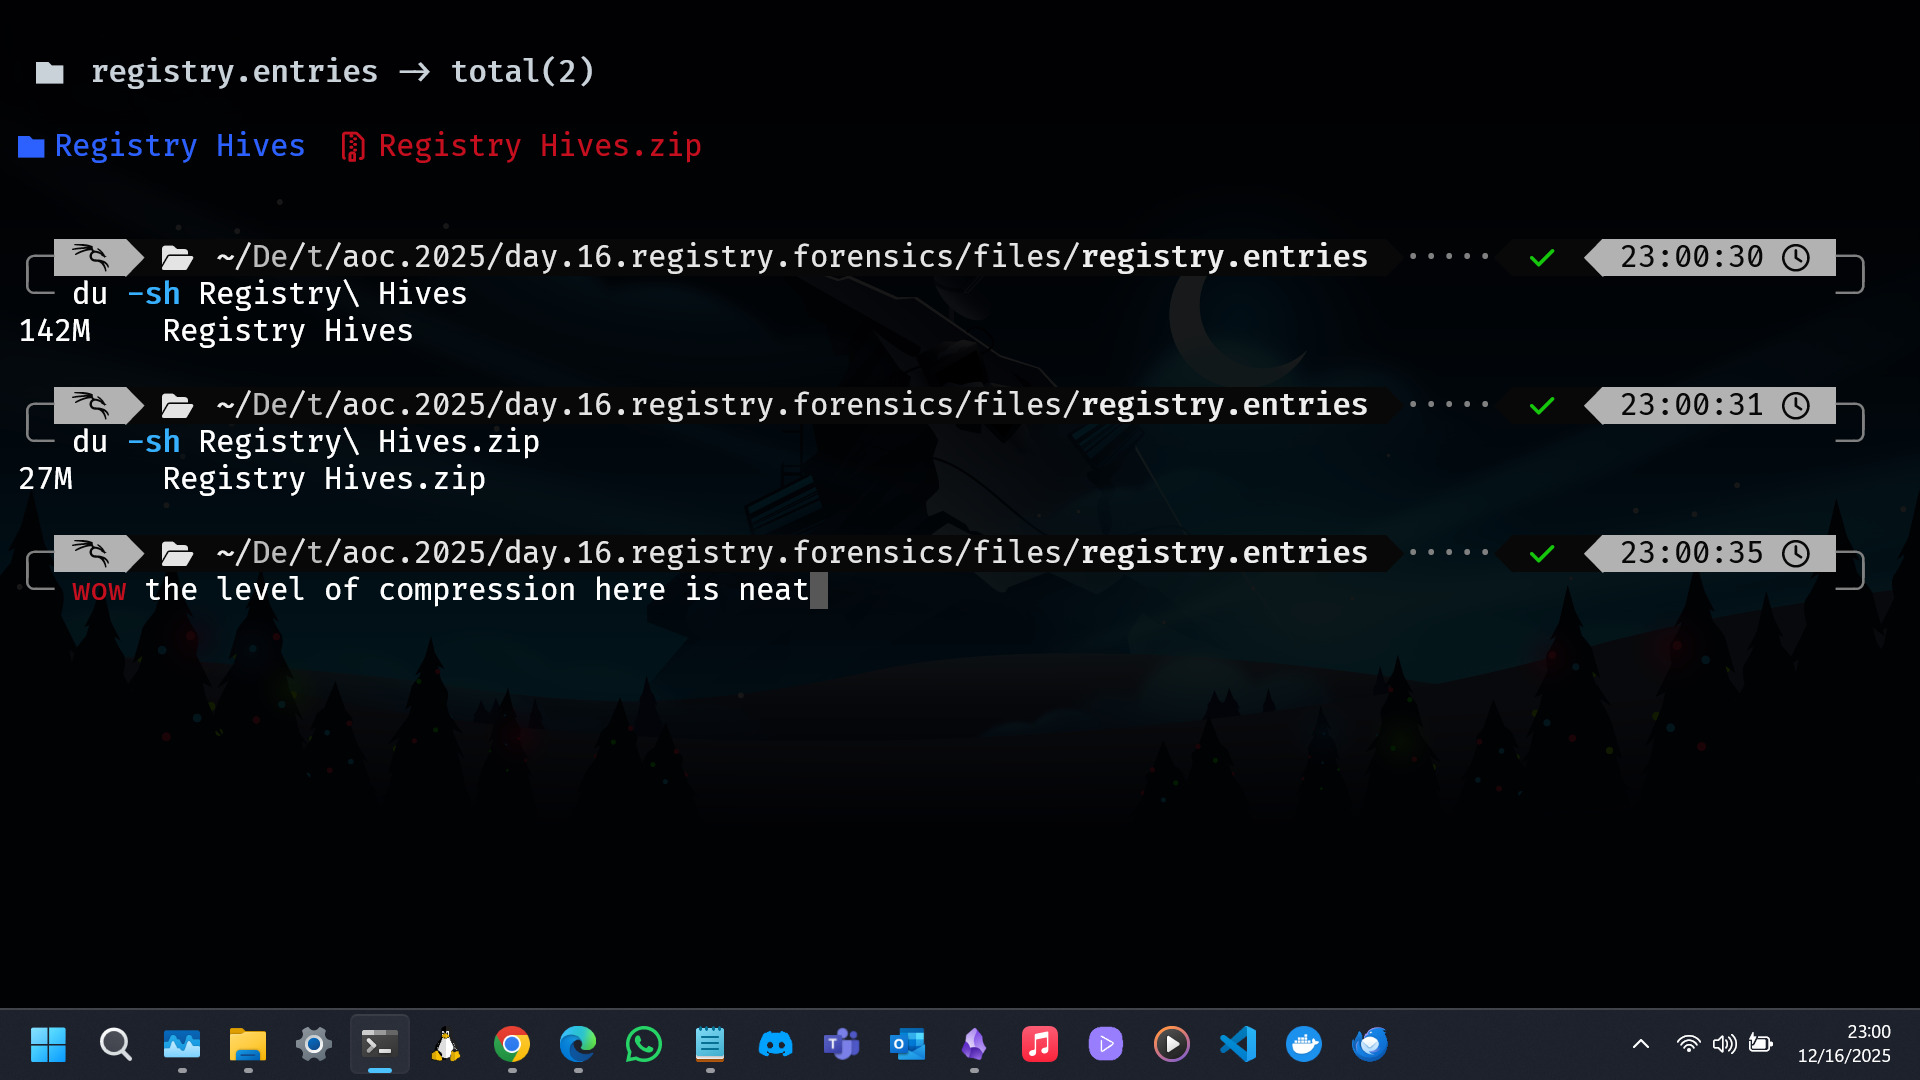 registry.entries → total(2)
Registry Hives Registry Hives.zip
~/De/t/aoc.2025/day.16.registry.forensics/files/registry.entries ····· ✓ 23:00:30
du -sh Registry\ Hives
142M Registry Hives
~/De/t/aoc.2025/day.16.registry.forensics/files/registry.entries ····· ✓ 23:00:31
du -sh Registry\ Hives.zip
27M Registry Hives.zip
~/De/t/aoc.2025/day.16.registry.forensics/files/registry.entries ····· ✓ 23:00:35
wow the level of compression here is neat
23:00
12/16/2025